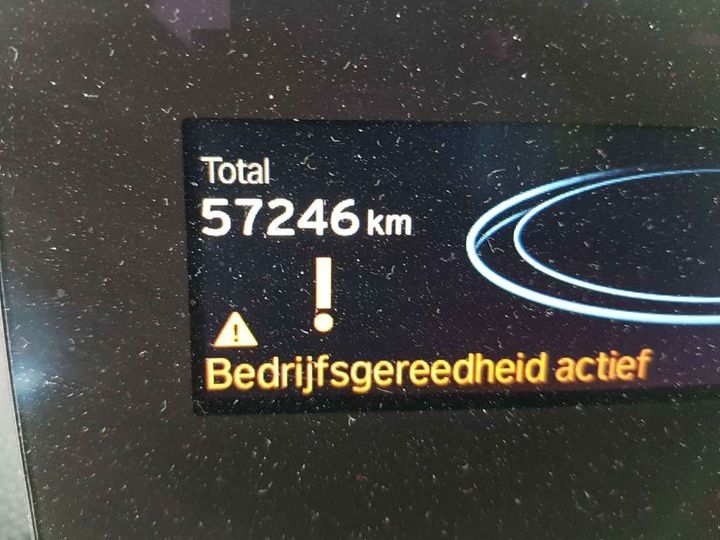 Total
57246 km
!
!
Bedrijfsgereedheid actief